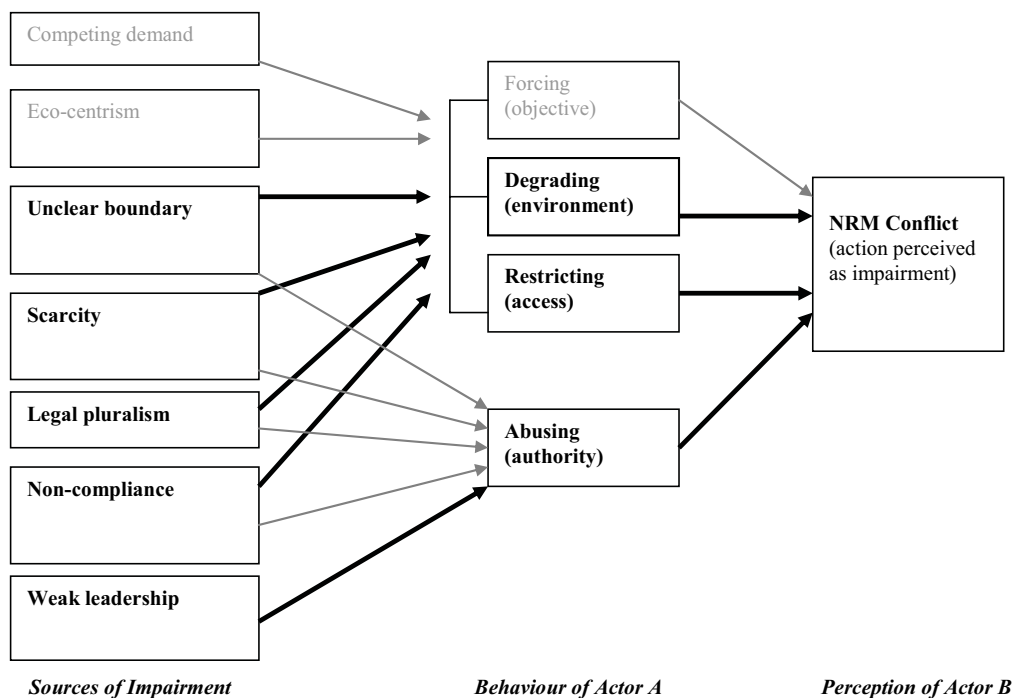 Competing demand
Eco-centrism
Unclear boundary
Scarcity
Legal pluralism
Non-compliance
Weak leadership
Forcing
(objective)
Degrading
(environment)
Restricting
(access)
Abusing
(authority)
NRM Conflict
(action perceived
as impairment)
Sources of Impairment
Behaviour of Actor A
Perception of Actor B